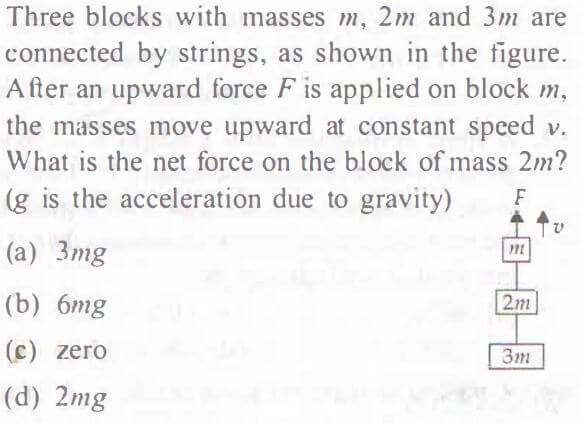 Three blocks with masses m, 2m and 3m are
connected by strings, as shown in the figure.
After an upward force F is applied on block m,
the masses move upward at constant speed v.
What is the net force on the block of mass 2m?
(g is the acceleration due to gravity)
F
v
(a) 3mg
m
(b) 6mg
2m
(c) zero
3m
(d) 2mg